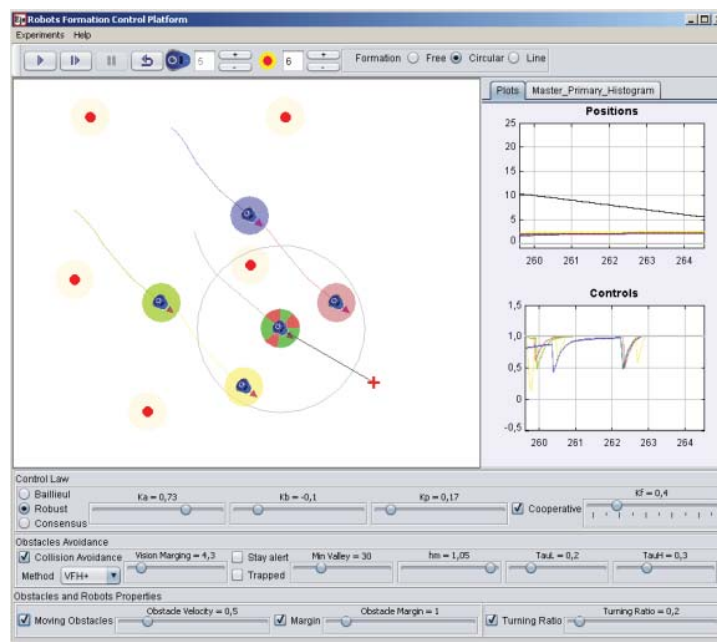 Robots Formation Control Platform
Experiments Help
5 + - 6 + - Formation Free Circular Line
Plots Master_Primary_Histogram
Positions
25
20
15
10
5
0
260 261 262 263 264
Controls
1,5
1,0
0,5
0,0
-0,5
260 261 262 263 264
Control Law
Baillieul
Robust
Consensus
Ka = 0,73
Kb = -0,1
Kp = 0,17
Cooperative
Kf = 0,4
Obstacles Avoidance
Collision Avoidance
Method VFH+
Vision Marging = 4,3
Stay alert
Trapped
Min Valley = 30
hm = 1,05
TauL = 0,2
TauH = 0,3
Obstacles and Robots Properties
Moving Obstacles
Obstacle Velocity = 0,5
Margin
Obstacle Margin = 1
Turning Ratio
Turning Ratio = 0,2